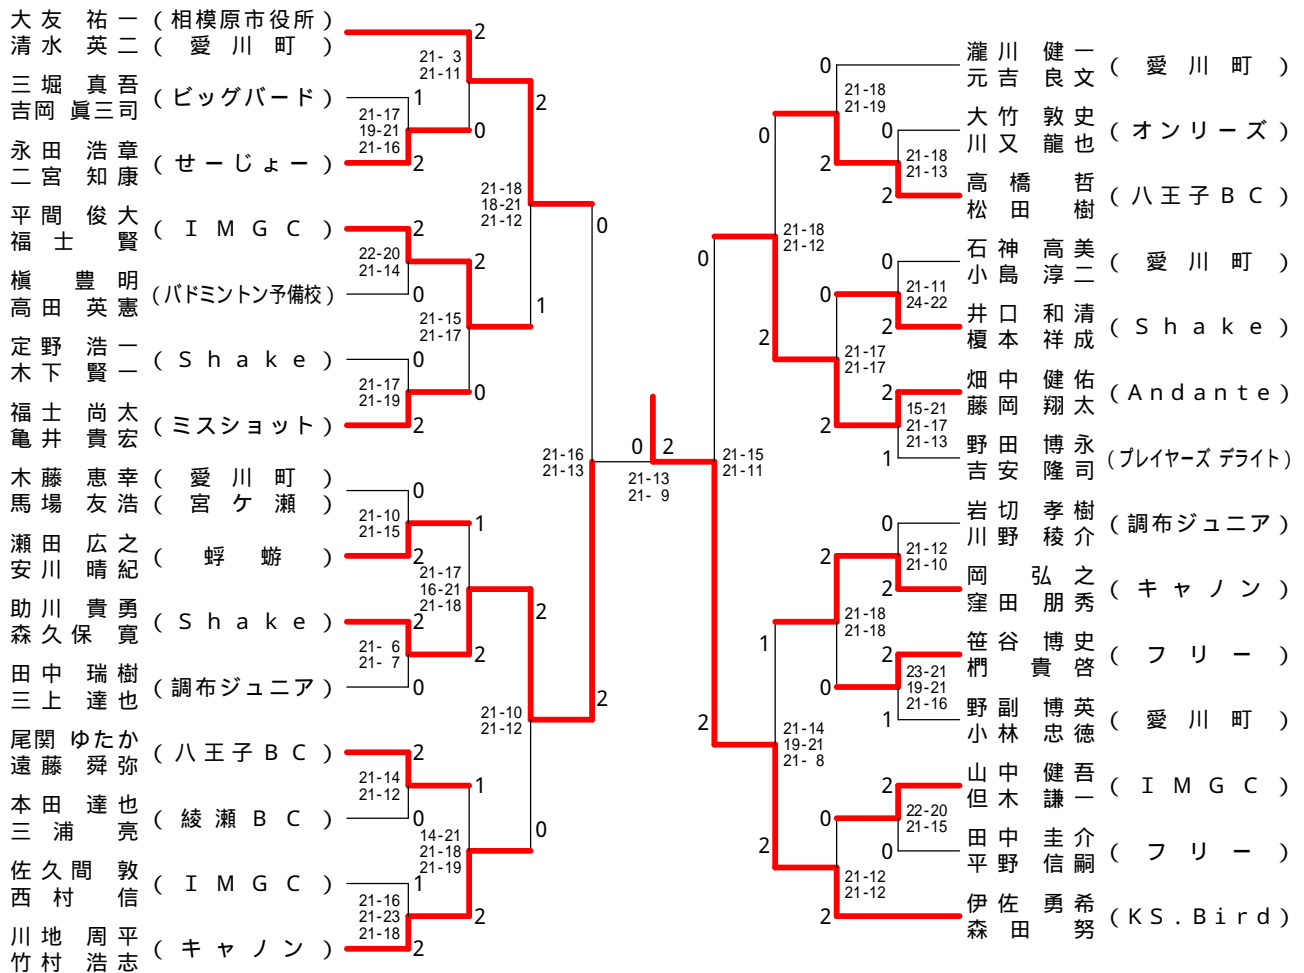 大友 祐一 (相模原市役所)
清水 英二 ( 愛川町 )
2
21- 3
21-11
三堀 真吾
吉岡 眞三司
(ビッグバード)
1
21-17
19-21
21-16
0
2
永田 浩章
二宮 知康
(せーじょー)
2
21-18
18-21
21-12
0
平間 俊大
福士 賢
(IMGC)
2
22-20
21-14
2
槇 豊明
高田 英憲
(バドミントン予備校)
0
21-15
21-17
1
定野 浩一
木下 賢一
(Shake)
0
21-17
21-19
0
福士 尚太
亀井 貴宏
(ミスショット)
2
21-16
21-13
木藤 恵幸 ( 愛川町 )
馬場 友浩 ( 宮ケ瀬 )
0
21-10
21-15
1
瀬田 広之
安川 晴紀
( 蜉蝣 )
2
21-17
16-21
21-18
2
助川 貴勇
森久保 寛
(Shake)
2
21- 6
21- 7
2
田中 瑞樹
三上 達也
(調布ジュニア)
0
21-10
21-12
2
尾関 ゆたか
遠藤 舜弥
(八王子BC)
2
21-14
21-12
1
本田 達也
三浦 亮
(綾瀬BC)
0
14-21
21-18
21-19
0
佐久間 敦
西村 信
(IMGC)
1
21-16
21-23
21-18
2
川地 周平
竹村 浩志
(キャノン)
2
0 2
21-13
21- 9
0
瀧川 健一
元吉 良文
( 愛川町 )
21-18
21-19
0
0
大竹 敦史
川又 龍也
(オンリーズ)
21-18
21-13
2
2
高橋 哲
松田 樹
(八王子BC)
21-18
21-12
0
0
石神 高美
小島 淳二
( 愛川町 )
21-11
24-22
0
2
井口 和清
榎本 祥成
(Shake)
21-17
21-17
2
2
畑中 健佑
藤岡 翔太
(Andante)
15-21
21-17
21-13
2
1
野田 博永
吉安 隆司
(プレイヤーズ デライト)
21-15
21-11
0
岩切 孝樹
川野 稜介
(調布ジュニア)
21-12
21-10
2
2
岡 弘之
窪田 朋秀
(キャノン)
21-18
21-18
1
2
笹谷 博史
椚 貴啓
(フリー)
23-21
19-21
21-16
0
1
野副 博英
小林 忠徳
( 愛川町 )
21-14
19-21
21- 8
2
2
山中 健吾
但木 謙一
(IMGC)
22-20
21-15
0
0
田中 圭介
平野 信嗣
(フリー)
21-12
21-12
2
2
伊佐 勇希
森田 努
(KS.Bird)